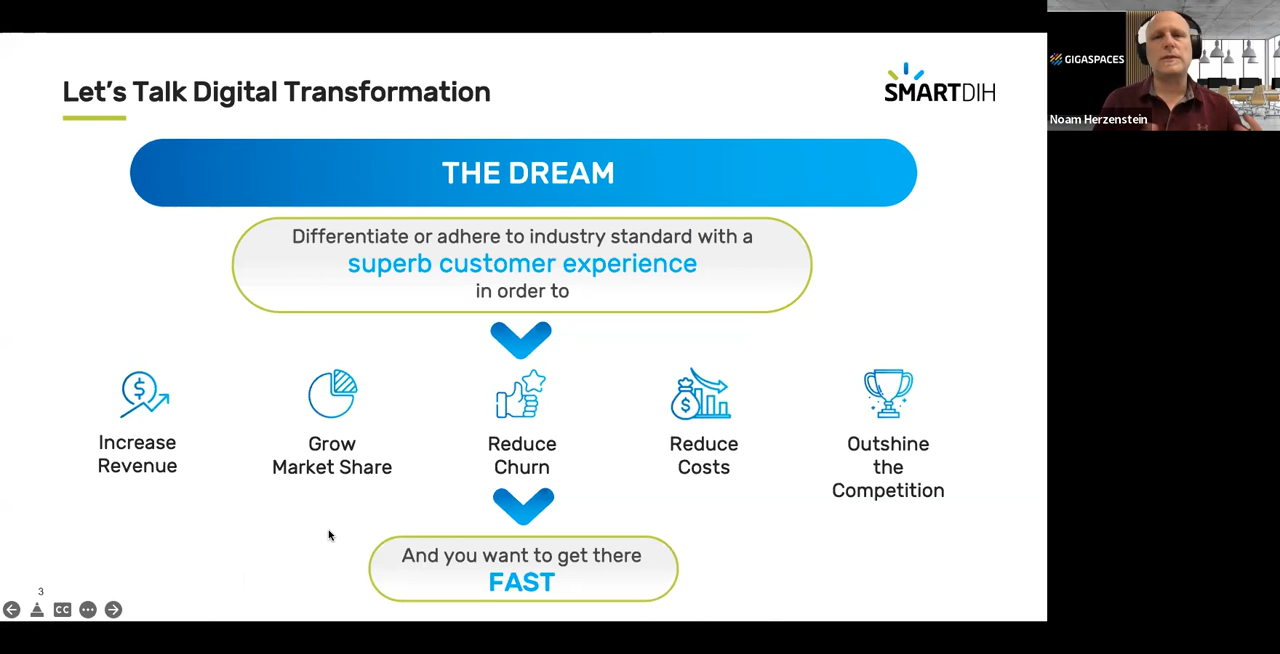 Let's Talk Digital Transformation
SMARTDIH
THE DREAM
Differentiate or adhere to industry standard with a
superb customer experience
in order to
$
$
Increase
Revenue
Grow
Market Share
Reduce
Churn
Reduce
Costs
Outshine
the
Competition
And you want to get there
FAST
3
CC
GIGASPACES
Noam Herzenstein